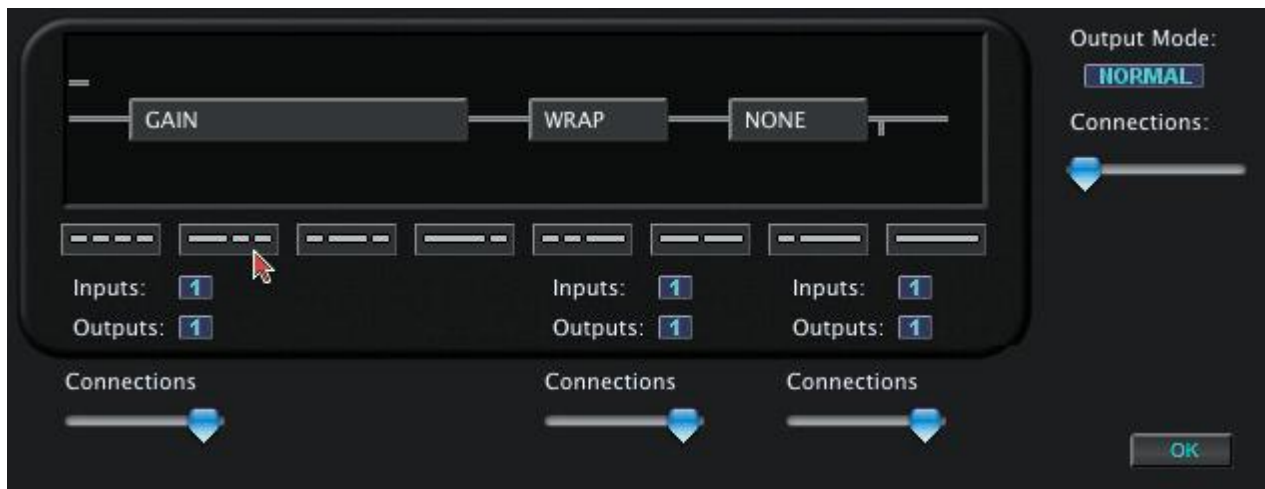 Output Mode:
NORMAL
GAIN WRAP NONE
Connections:
Inputs: 1 Inputs: 1 Inputs: 1
Outputs: 1 Outputs: 1 Outputs: 1
Connections Connections Connections
OK